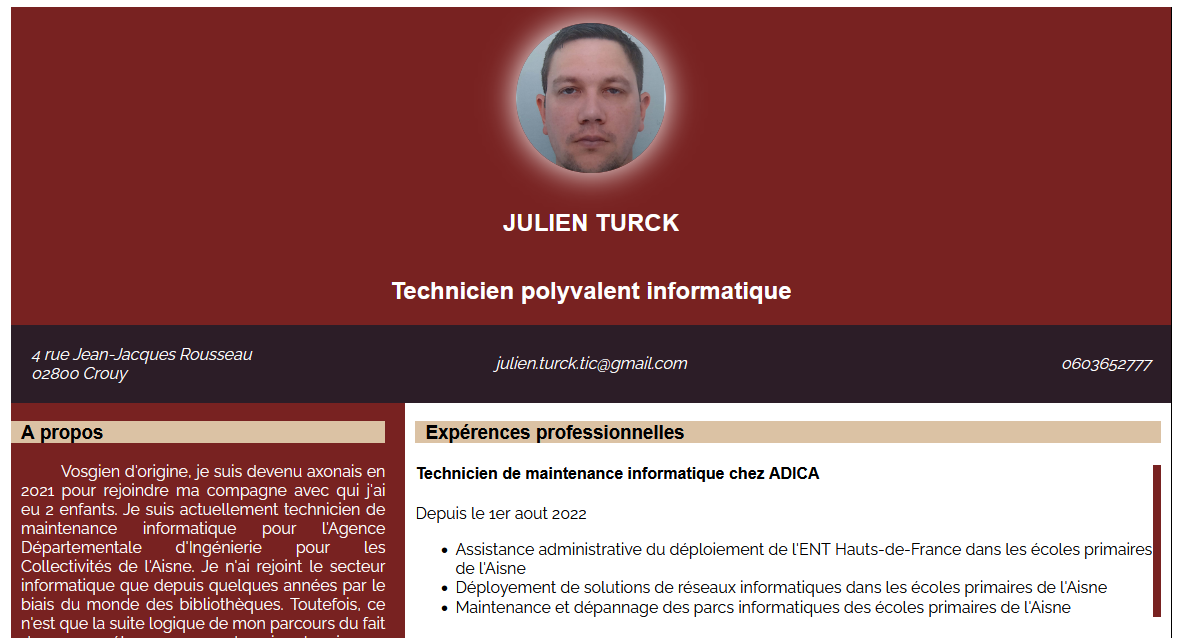 JULIEN TURCK
Technicien polyvalent informatique
4 rue Jean-Jacques Rousseau
02800 Crouy
julien.turck.tic@gmail.com
0603652777
A propos
Vosgien d'origine, je suis devenu axonais en
2021 pour rejoindre ma compagne avec qui j'ai
eu 2 enfants. Je suis actuellement technicien de
maintenance informatique pour l'Agence
Départementale d'Ingénierie pour les
Collectivités de l'Aisne. Je n'ai rejoint le secteur
informatique que depuis quelques années par le
biais du monde des bibliothèques. Toutefois, ce
n'est que la suite logique de mon parcours du fait
Expérences professionnelles
Technicien de maintenance informatique chez ADICA
Depuis le 1er aout 2022
• Assistance administrative du déploiement de l'ENT Hauts-de-France dans les écoles primaires
de l'Aisne
• Déployement de solutions de réseaux informatiques dans les écoles primaires de l'Aisne
• Maintenance et dépannage des parcs informatiques des écoles primaires de l'Aisne